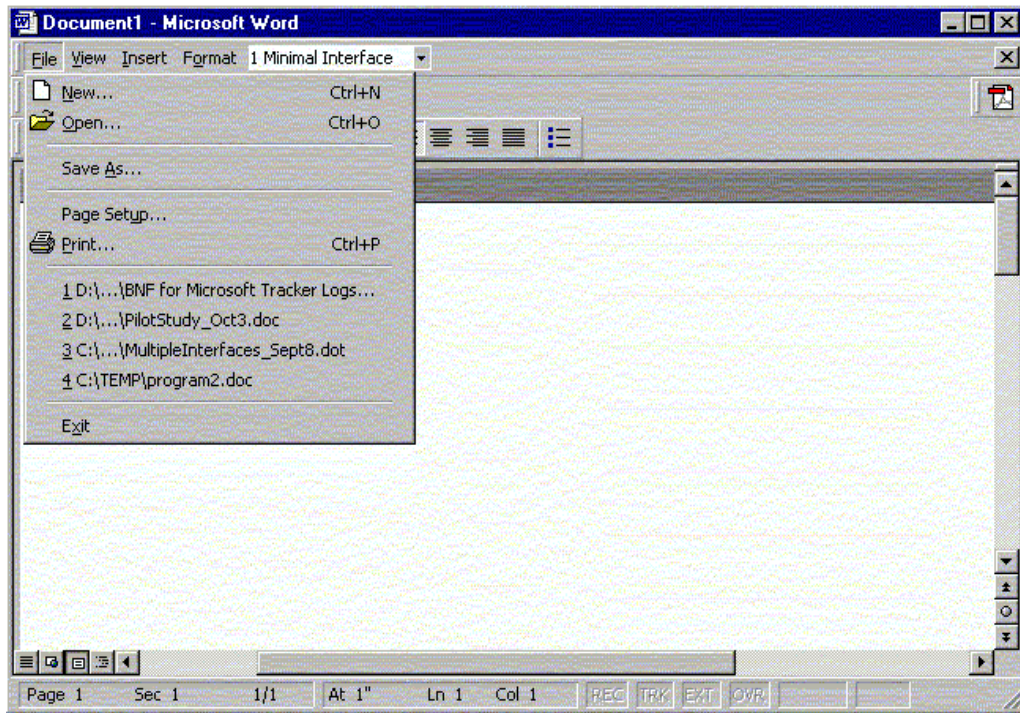 Document1 - Microsoft Word
File View Insert Format 1 Minimal Interface
New... Ctrl+N
Open... Ctrl+O
Save As...
Page Setup...
Print... Ctrl+P
1 D:\...\BNF for Microsoft Tracker Logs...
2 D:\...\PilotStudy_Oct3.doc
3 C:\...\MultipleInterfaces_Sept8.dot
4 C:\TEMP\program2.doc
Exit
Page 1 Sec 1 1/1 At 1" Ln 1 Col 1 REC TRK EXT OVR